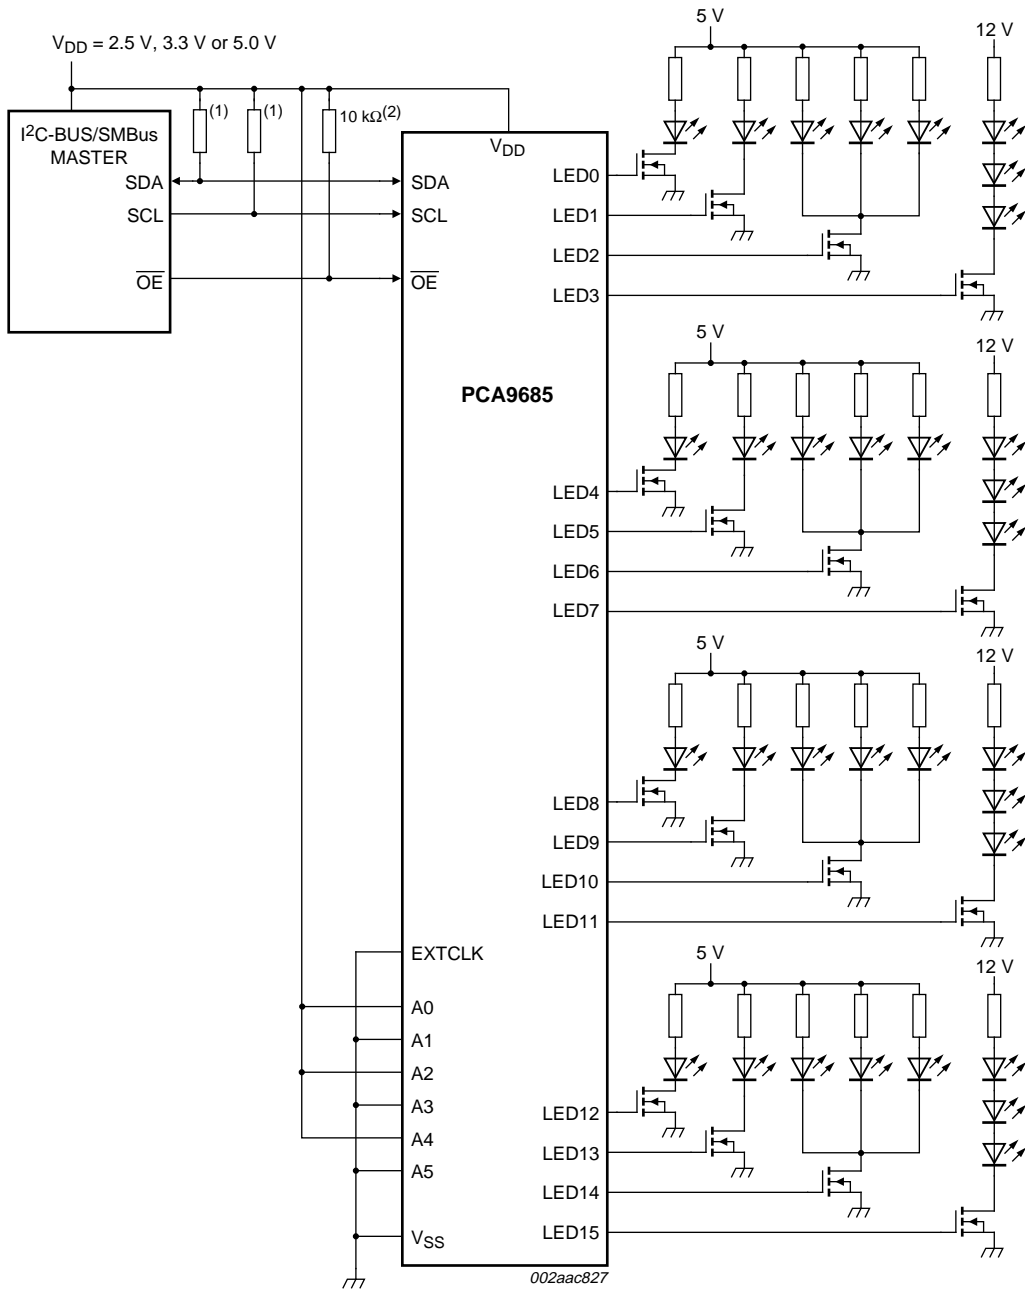 V_DD = 2.5 V, 3.3 V or 5.0 V
I²C-BUS/SMBus
MASTER
SDA
SCL
O̅E̅
(1)
(1)
10 kΩ(2)
V_DD
SDA
SCL
O̅E̅
PCA9685
EXTCLK
A0
A1
A2
A3
A4
A5
V_SS
LED0
LED1
LED2
LED3
LED4
LED5
LED6
LED7
LED8
LED9
LED10
LED11
LED12
LED13
LED14
LED15
5 V
12 V
5 V
12 V
5 V
12 V
5 V
12 V
002aac827